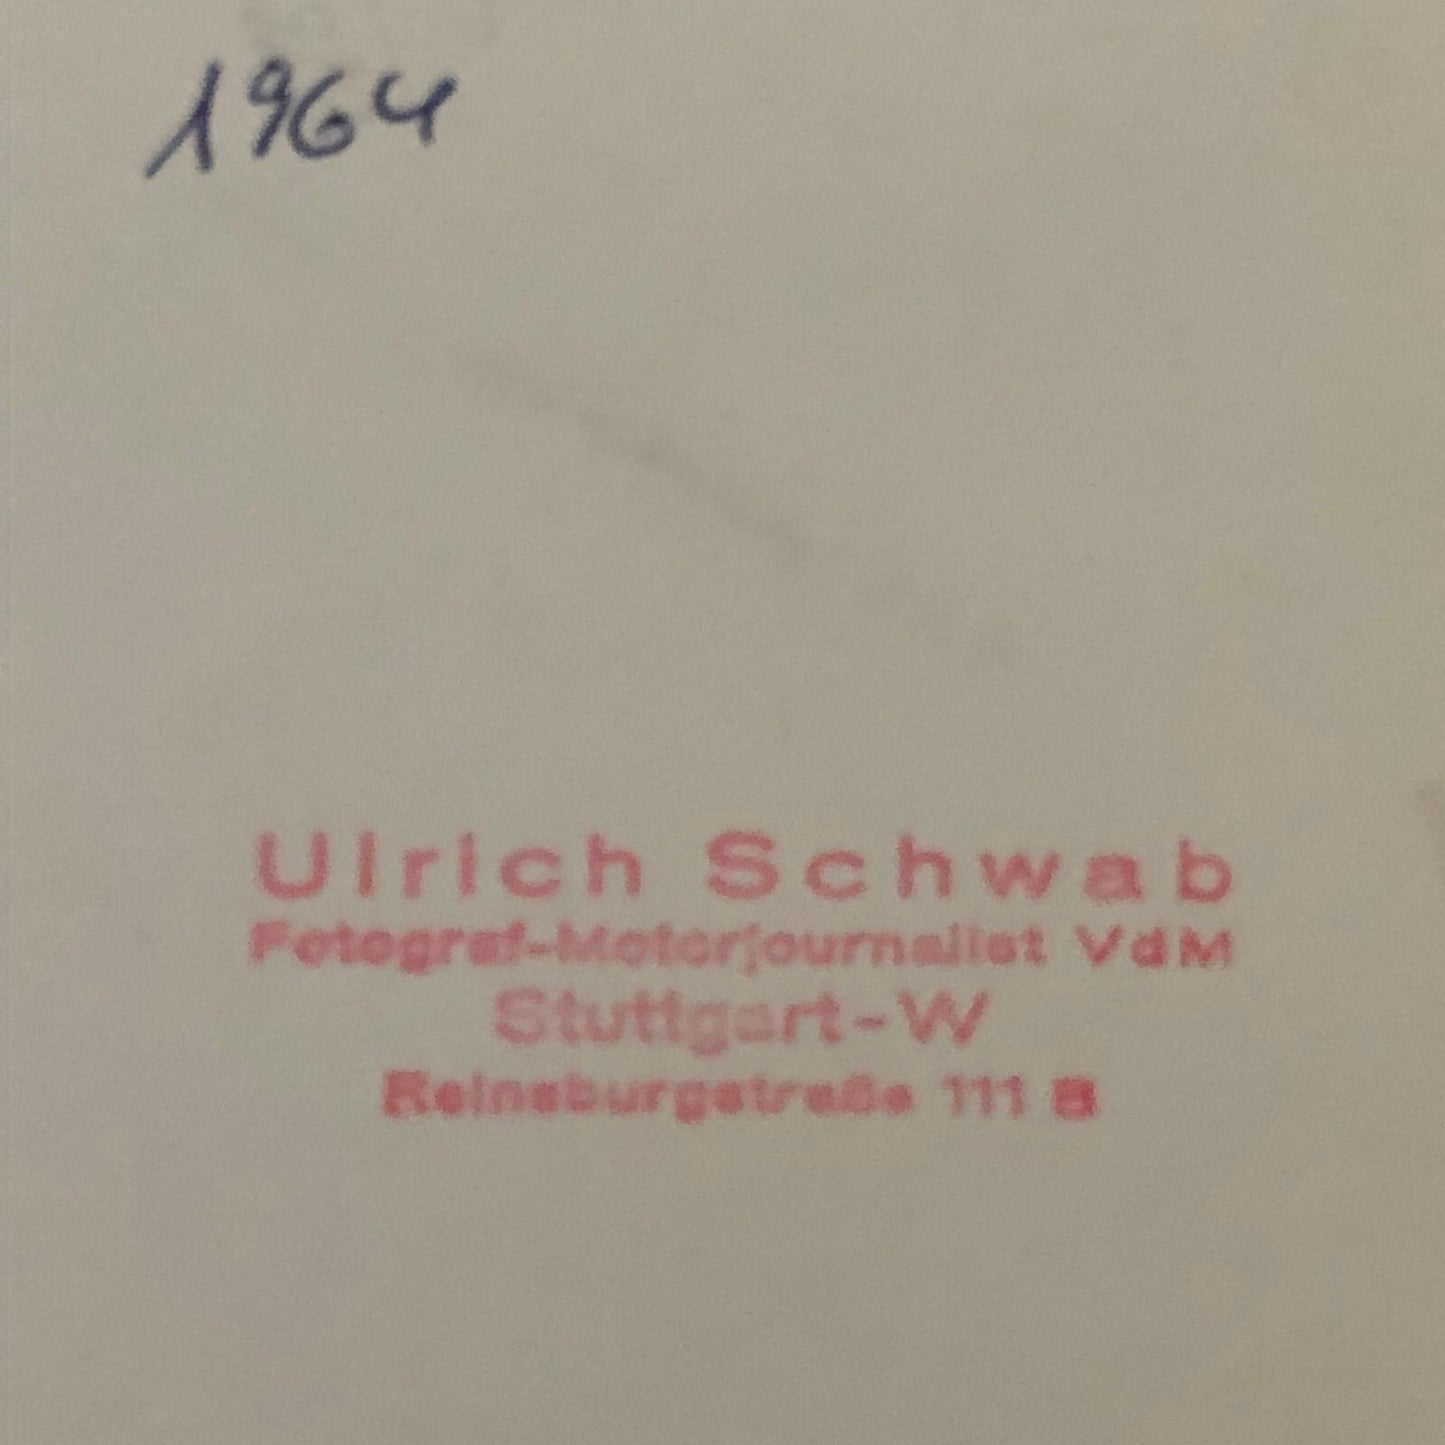 1964
Ulrich Schwab
Fotograf-Motorjournalist VdM
Stuttgart-W
Reinsburgstraße 111 B